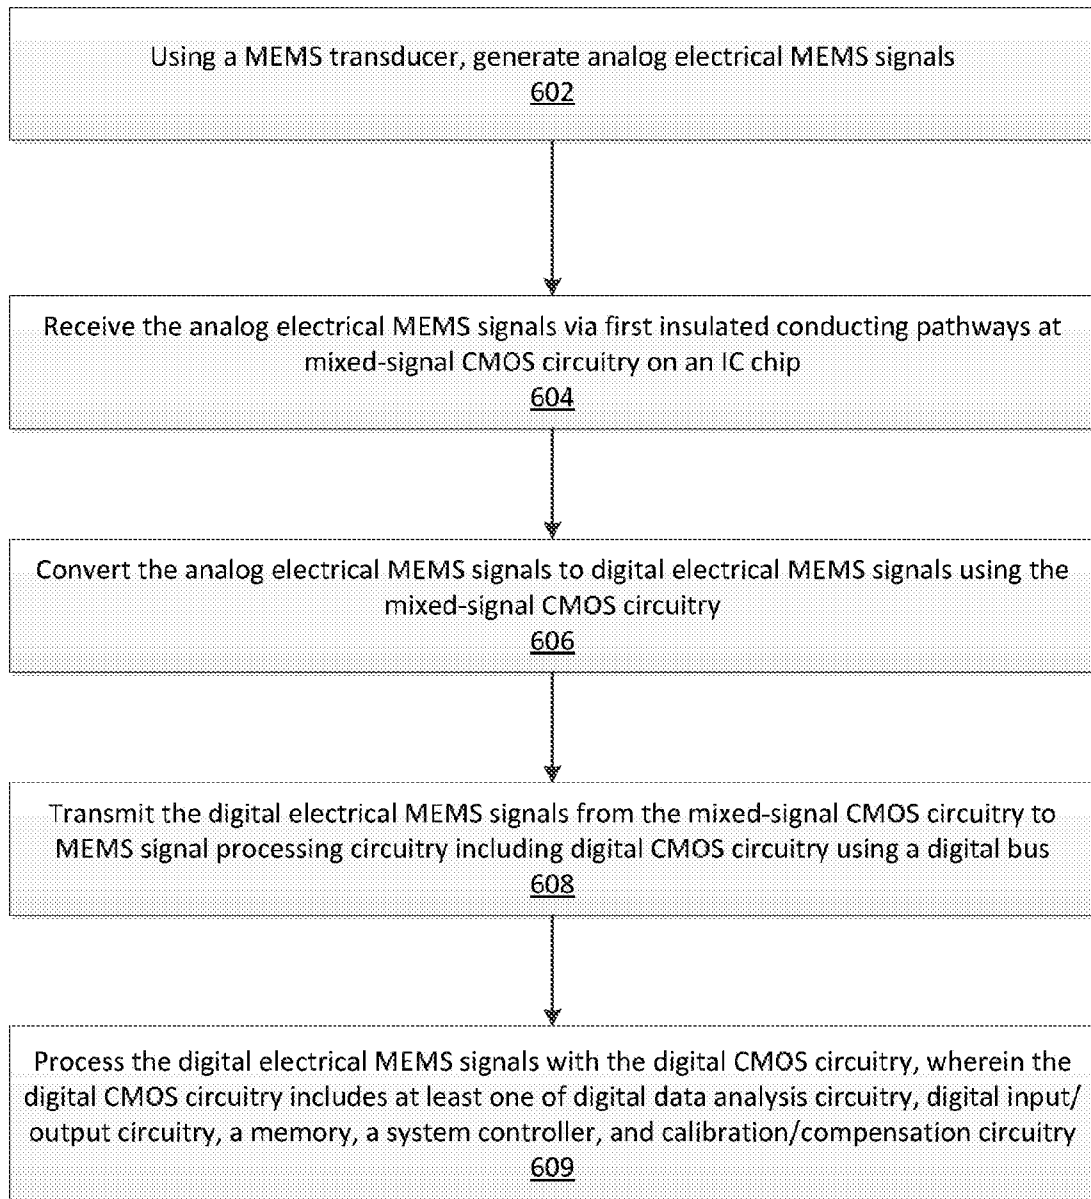 Using a MEMS transducer, generate analog electrical MEMS signals
602
Receive the analog electrical MEMS signals via first insulated conducting pathways at
mixed-signal CMOS circuitry on an IC chip
604
Convert the analog electrical MEMS signals to digital electrical MEMS signals using the
mixed-signal CMOS circuitry
606
Transmit the digital electrical MEMS signals from the mixed-signal CMOS circuitry to
MEMS signal processing circuitry including digital CMOS circuitry using a digital bus
608
Process the digital electrical MEMS signals with the digital CMOS circuitry, wherein the
digital CMOS circuitry includes at least one of digital data analysis circuitry, digital input/
output circuitry, a memory, a system controller, and calibration/compensation circuitry
609